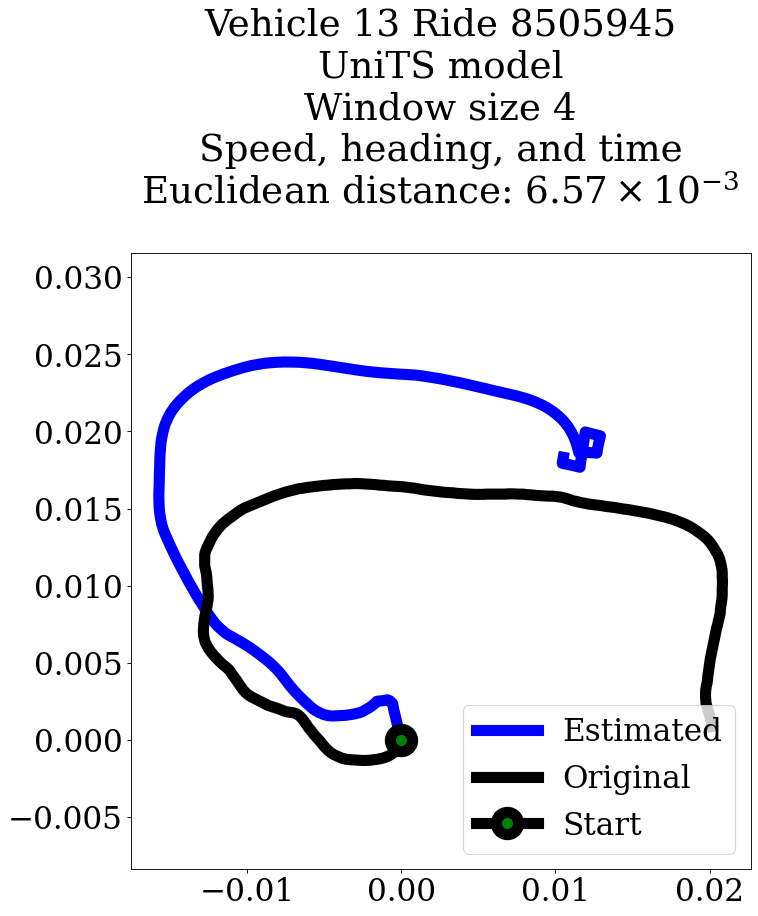 Vehicle 13 Ride 8505945
UniTS model
Window size 4
Speed, heading, and time
Euclidean distance: 6.57 × 10⁻³
0.030
0.025
0.020
0.015
0.010
0.005
0.000
−0.005
−0.01 0.00 0.01 0.02
Estimated
Original
Start